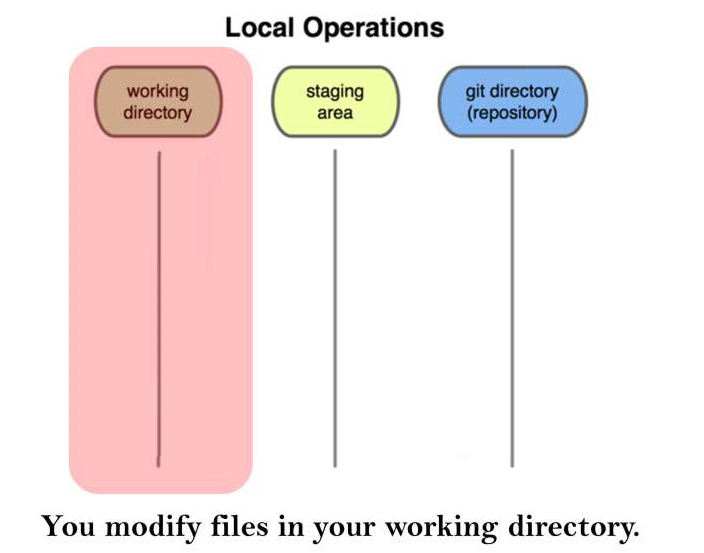 Local Operations
working
directory
staging
area
git directory
(repository)
You modify files in your working directory.